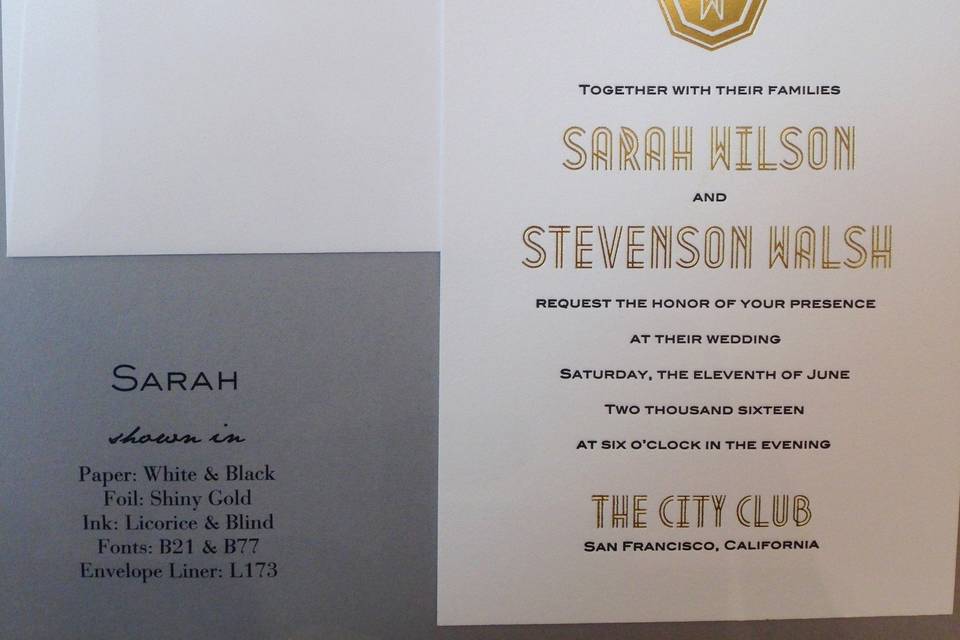 W
TOGETHER WITH THEIR FAMILIES
SARAH WILSON
AND
STEVENSON WALSH
REQUEST THE HONOR OF YOUR PRESENCE
AT THEIR WEDDING
SATURDAY, THE ELEVENTH OF JUNE
TWO THOUSAND SIXTEEN
AT SIX O'CLOCK IN THE EVENING
THE CITY CLUB
SAN FRANCISCO, CALIFORNIA
SARAH
shown in
Paper: White & Black
Foil: Shiny Gold
Ink: Licorice & Blind
Fonts: B21 & B77
Envelope Liner: L173